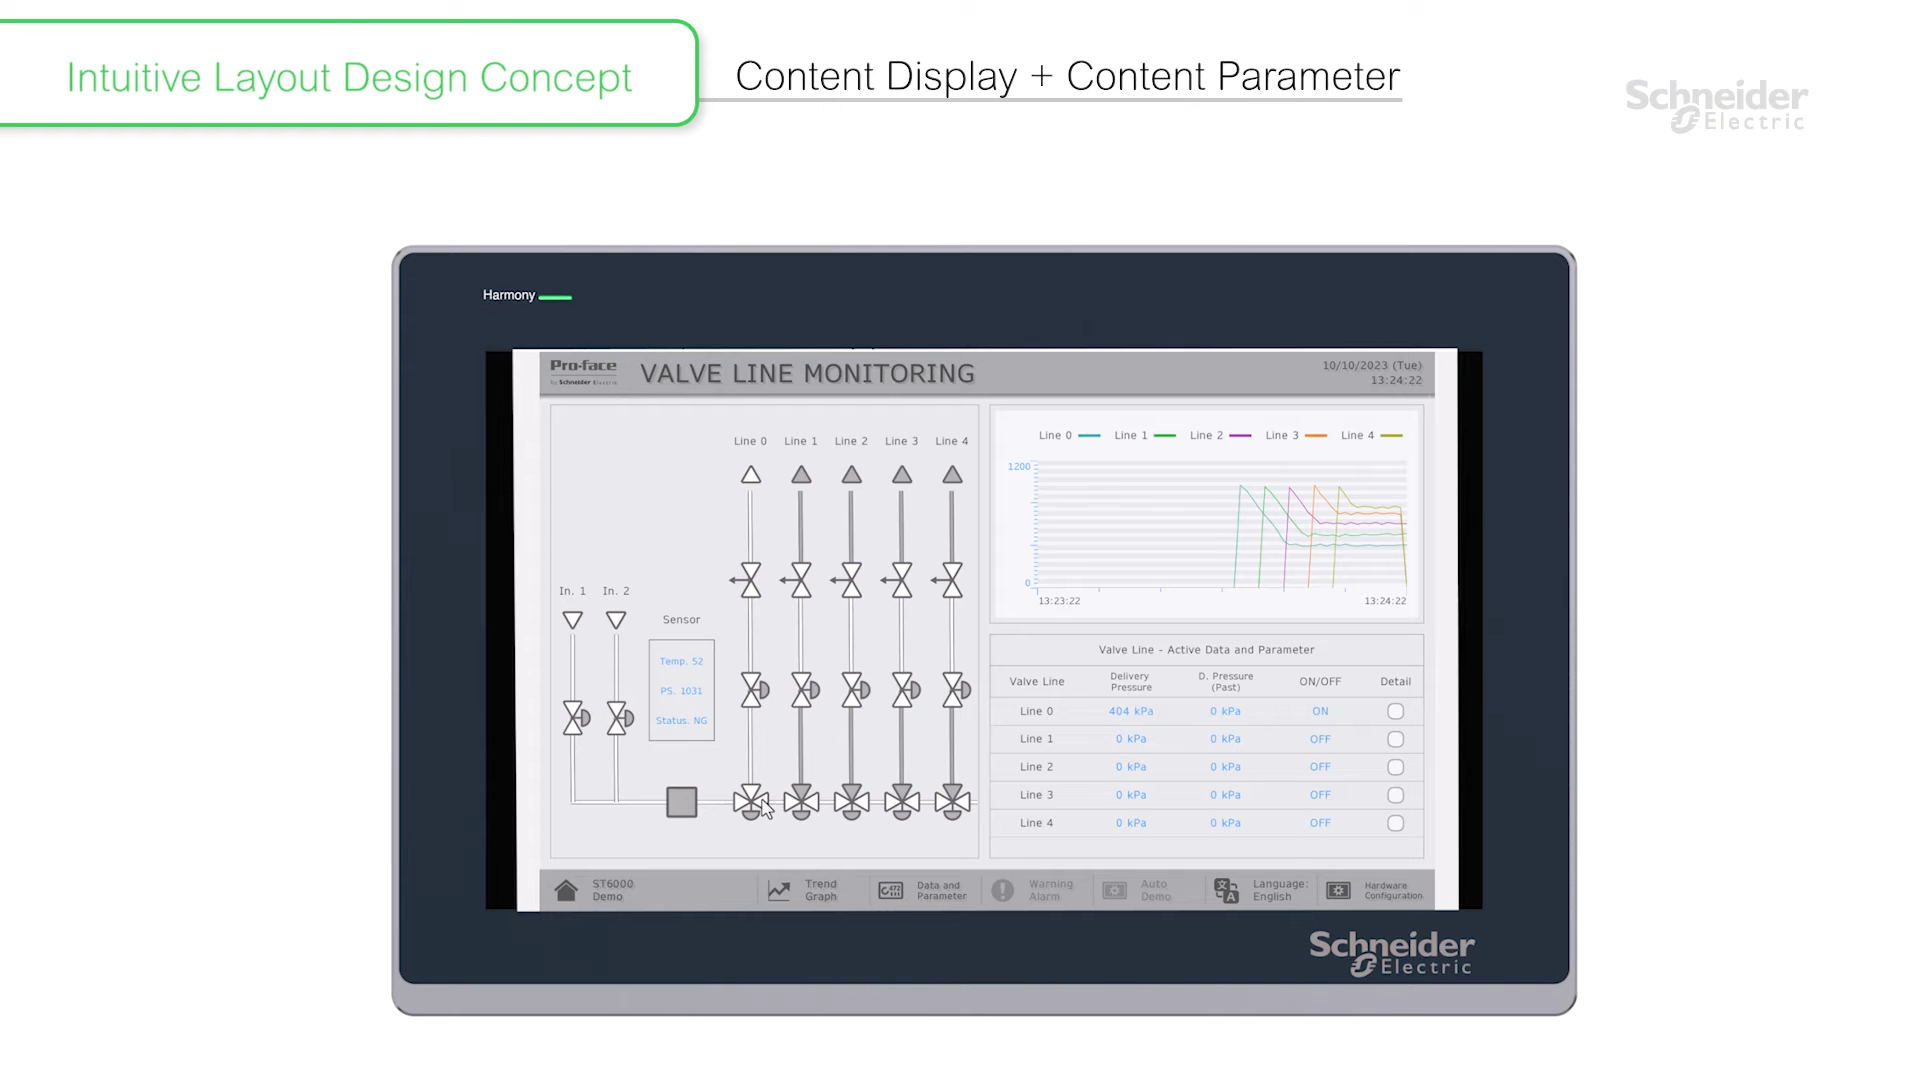 Intuitive Layout Design Concept
Content Display + Content Parameter
Schneider
Electric
Harmony
Pro-face
by Schneider Electric
VALVE LINE MONITORING
10/10/2023 (Tue)
13:24:22
Line 0 Line 1 Line 2 Line 3 Line 4
In. 1 In. 2
Sensor
Temp. 52
PS. 1031
Status. NG
Line 0 Line 1 Line 2 Line 3 Line 4
1200
0
13:23:22 13:24:22
Valve Line - Active Data and Parameter
Valve Line Delivery Pressure D. Pressure (Past) ON/OFF Detail
Line 0 404 kPa 0 kPa ON
Line 1 0 kPa 0 kPa OFF
Line 2 0 kPa 0 kPa OFF
Line 3 0 kPa 0 kPa OFF
Line 4 0 kPa 0 kPa OFF
ST6000
Demo
Trend
Graph
Data and
Parameter
Warning
Alarm
Auto
Demo
Language:
English
Hardware
Configuration
Schneider
Electric